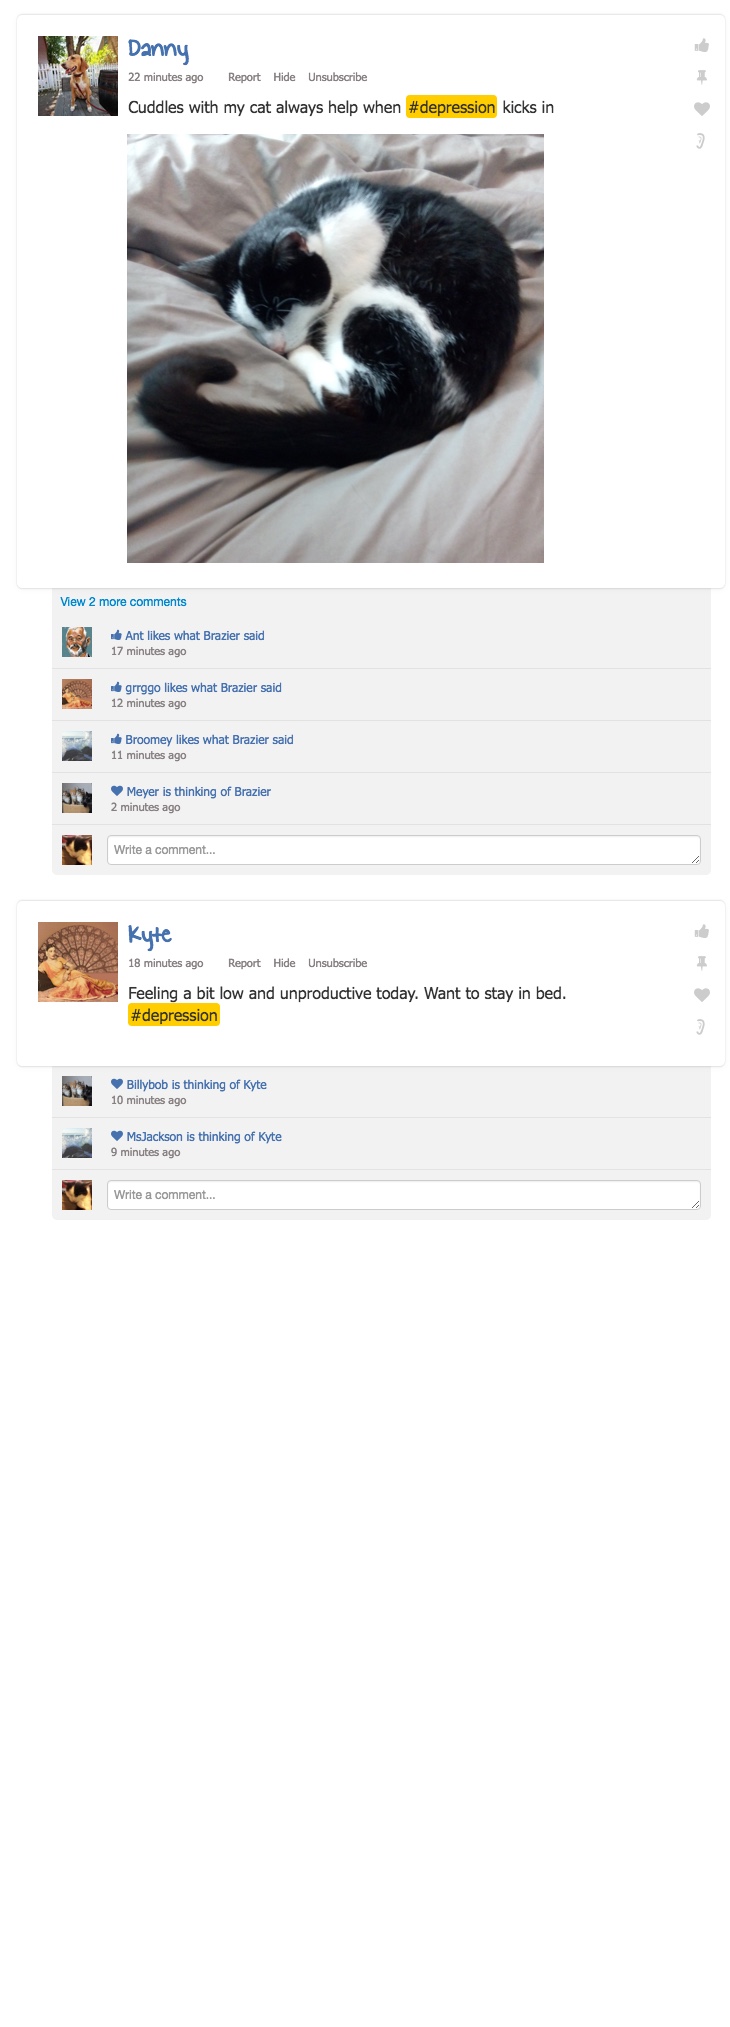 Danny
22 minutes ago Report Hide Unsubscribe
Cuddles with my cat always help when #depression kicks in
View 2 more comments
Ant likes what Brazier said
17 minutes ago
grrggo likes what Brazier said
12 minutes ago
Broomey likes what Brazier said
11 minutes ago
Meyer is thinking of Brazier
2 minutes ago
Write a comment...
Kyte
18 minutes ago Report Hide Unsubscribe
Feeling a bit low and unproductive today. Want to stay in bed.
#depression
Billybob is thinking of Kyte
10 minutes ago
MsJackson is thinking of Kyte
9 minutes ago
Write a comment...